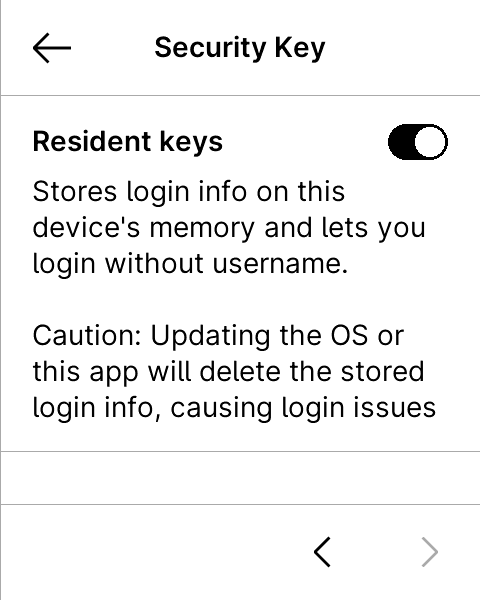 Security Key
Resident keys
Stores login info on this
device's memory and lets you
login without username.
Caution: Updating the OS or
this app will delete the stored
login info, causing login issues